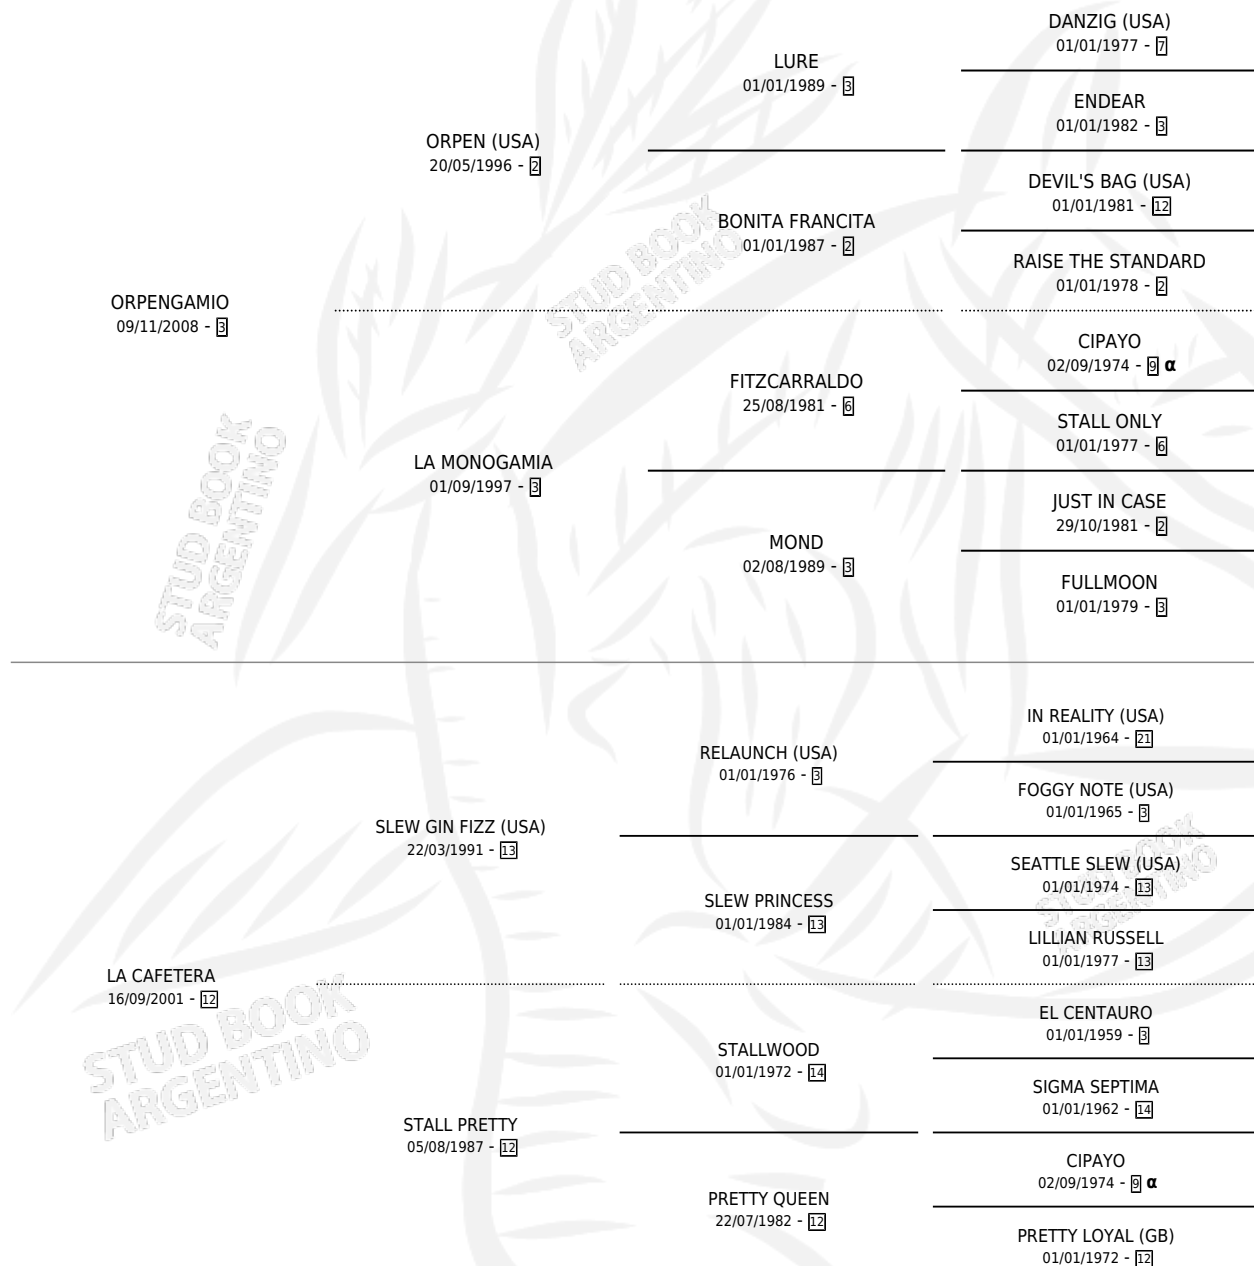 DANZIG (USA)
01/01/1977 - 7
LURE
01/01/1989 - 3
ENDEAR
01/01/1982 - 3
ORPEN (USA)
20/05/1996 - 2
DEVIL'S BAG (USA)
01/01/1981 - 12
BONITA FRANCITA
01/01/1987 - 2
RAISE THE STANDARD
01/01/1978 - 2
STUD BOOK
ARGENTINO
ORPENGAMIO
09/11/2008 - 3
CIPAYO
02/09/1974 - 9 α
FITZCARRALDO
25/08/1981 - 6
STALL ONLY
01/01/1977 - 6
LA MONOGAMIA
01/09/1997 - 3
JUST IN CASE
29/10/1981 - 2
MOND
02/08/1989 - 3
FULLMOON
01/01/1979 - 3
STUD BOOK
ARGENTINO
IN REALITY (USA)
01/01/1964 - 21
RELAUNCH (USA)
01/01/1976 - 3
FOGGY NOTE (USA)
01/01/1965 - 3
SLEW GIN FIZZ (USA)
22/03/1991 - 13
SEATTLE SLEW (USA)
01/01/1974 - 13
SLEW PRINCESS
01/01/1984 - 13
LILLIAN RUSSELL
01/01/1977 - 13
STUD BOOK
ARGENTINO
LA CAFETERA
16/09/2001 - 12
EL CENTAURO
01/01/1959 - 3
STALLWOOD
01/01/1972 - 14
SIGMA SEPTIMA
01/01/1962 - 14
STUD BOOK
ARGENTINO
STALL PRETTY
05/08/1987 - 12
CIPAYO
02/09/1974 - 9 α
PRETTY QUEEN
22/07/1982 - 12
PRETTY LOYAL (GB)
01/01/1972 - 12